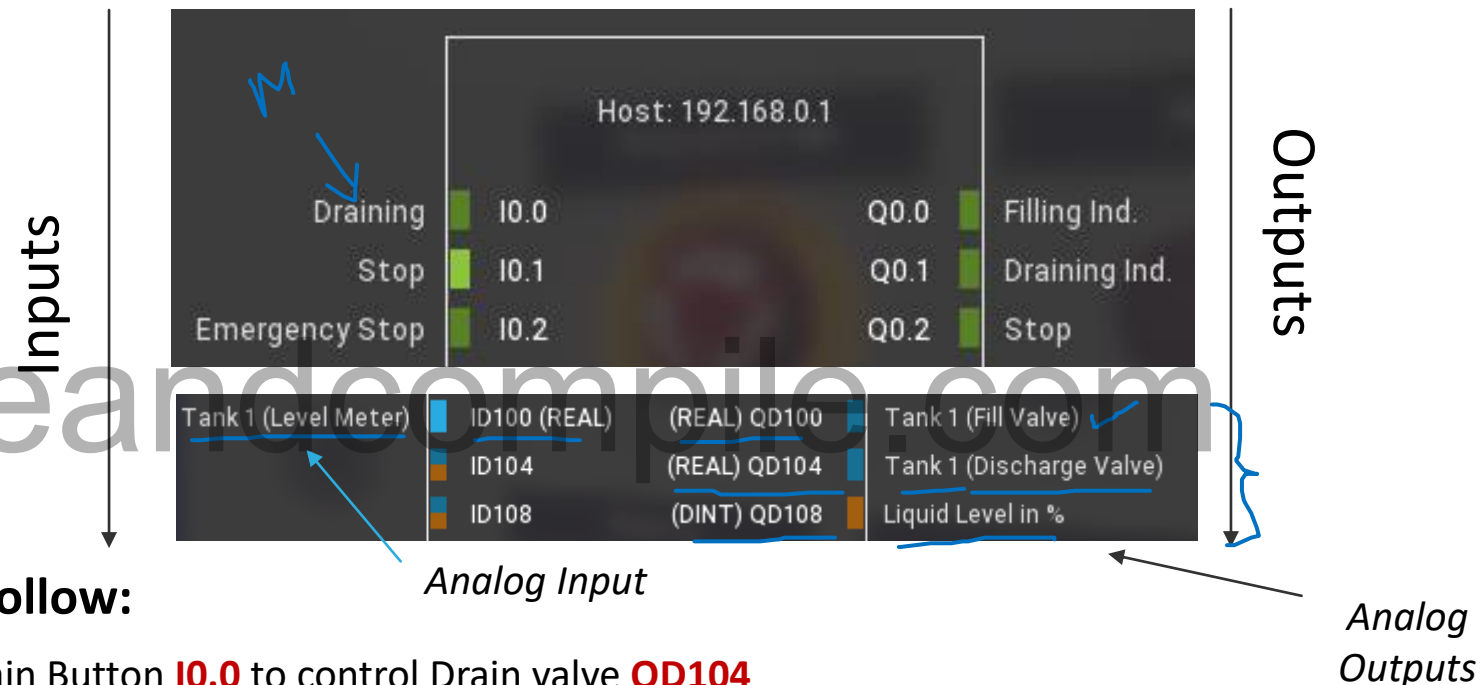 Inputs
Outputs
M
Host: 192.168.0.1
Draining I0.0 Q0.0 Filling Ind.
Stop I0.1 Q0.1 Draining Ind.
Emergency Stop I0.2 Q0.2 Stop
eandcompile.com
Tank 1 (Level Meter) ID100 (REAL) (REAL) QD100 Tank 1 (Fill Valve)
ID104 (REAL) QD104 Tank 1 (Discharge Valve)
ID108 (DINT) QD108 Liquid Level in %
Analog Input
Analog
Outputs
ollow:
in Button I0.0 to control Drain valve QD104